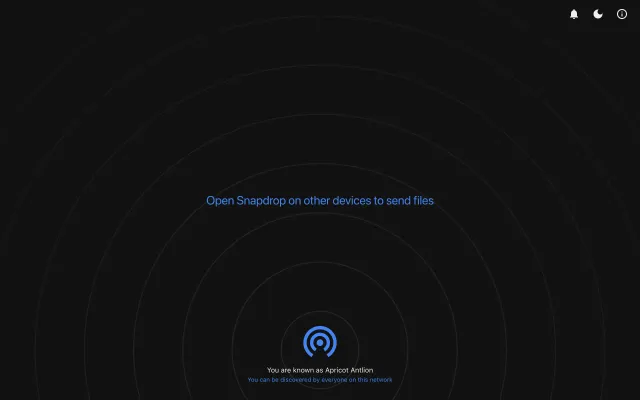 Open Snapdrop on other devices to send files
You are known as Apricot Antlion
You can be discovered by everyone on this network